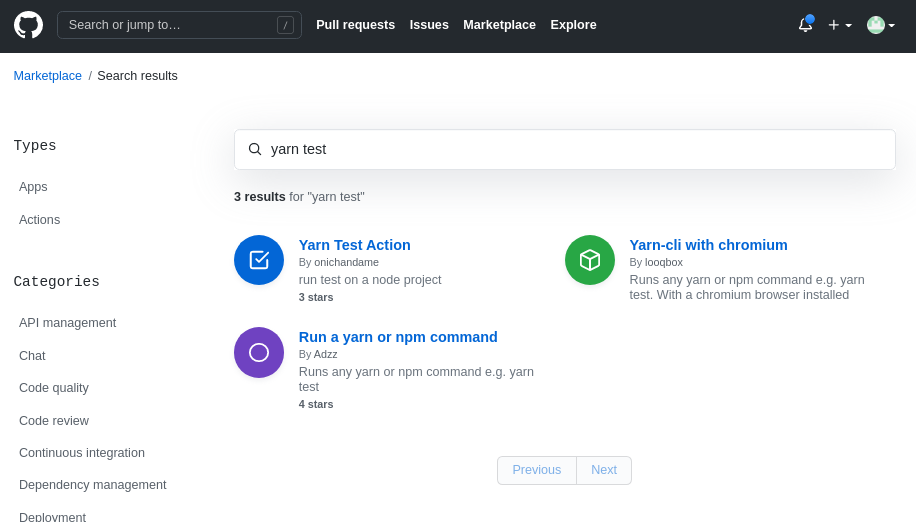 Search or jump to…
/
Pull requests
Issues
Marketplace
Explore
Marketplace / Search results
Types
Apps
Actions
Categories
API management
Chat
Code quality
Code review
Continuous integration
Dependency management
Deployment
yarn test
3 results for "yarn test"
Yarn Test Action
By onichandame
run test on a node project
3 stars
Yarn-cli with chromium
By looqbox
Runs any yarn or npm command e.g. yarn
test. With a chromium browser installed
Run a yarn or npm command
By Adzz
Runs any yarn or npm command e.g. yarn
test
4 stars
Previous
Next